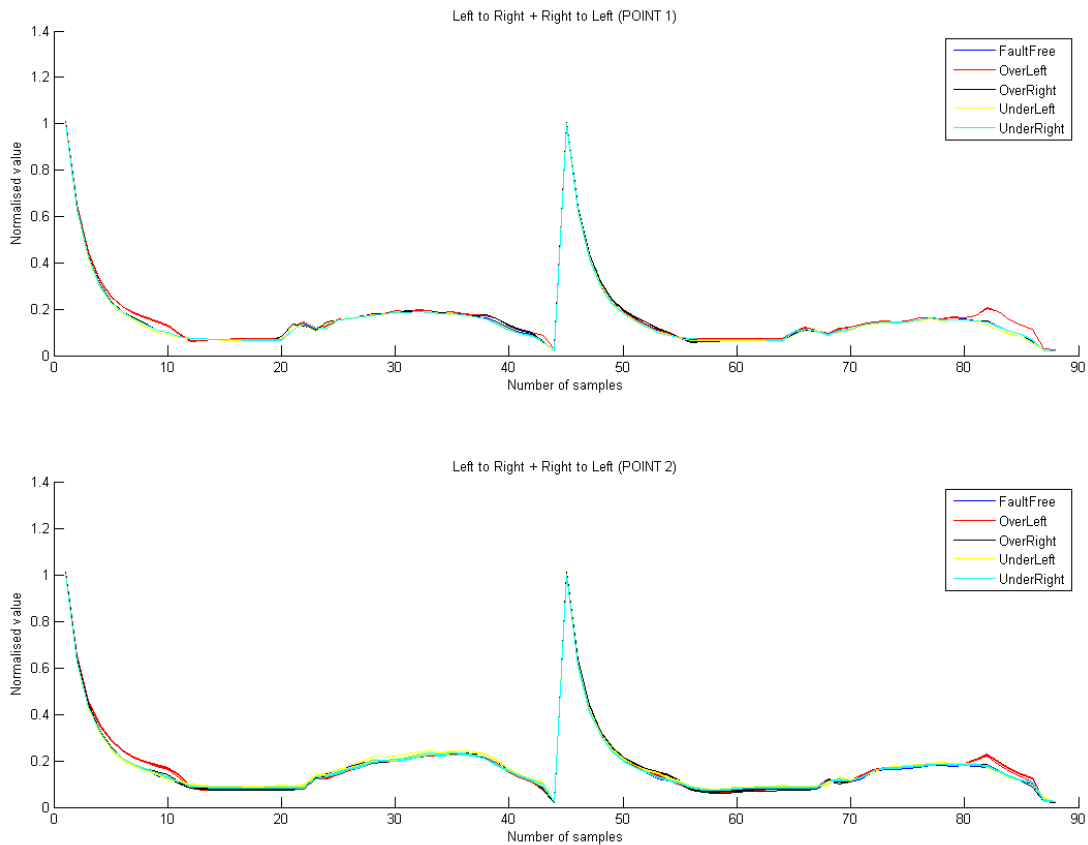 Left to Right + Right to Left (POINT 1)
1.4
1.2
1
0.8
0.6
0.4
0.2
0
Normalised value
FaultFree
OverLeft
OverRight
UnderLeft
UnderRight
0 10 20 30 40 50 60 70 80 90
Number of samples
Left to Right + Right to Left (POINT 2)
1.4
1.2
1
0.8
0.6
0.4
0.2
0
Normalised value
FaultFree
OverLeft
OverRight
UnderLeft
UnderRight
0 10 20 30 40 50 60 70 80 90
Number of samples